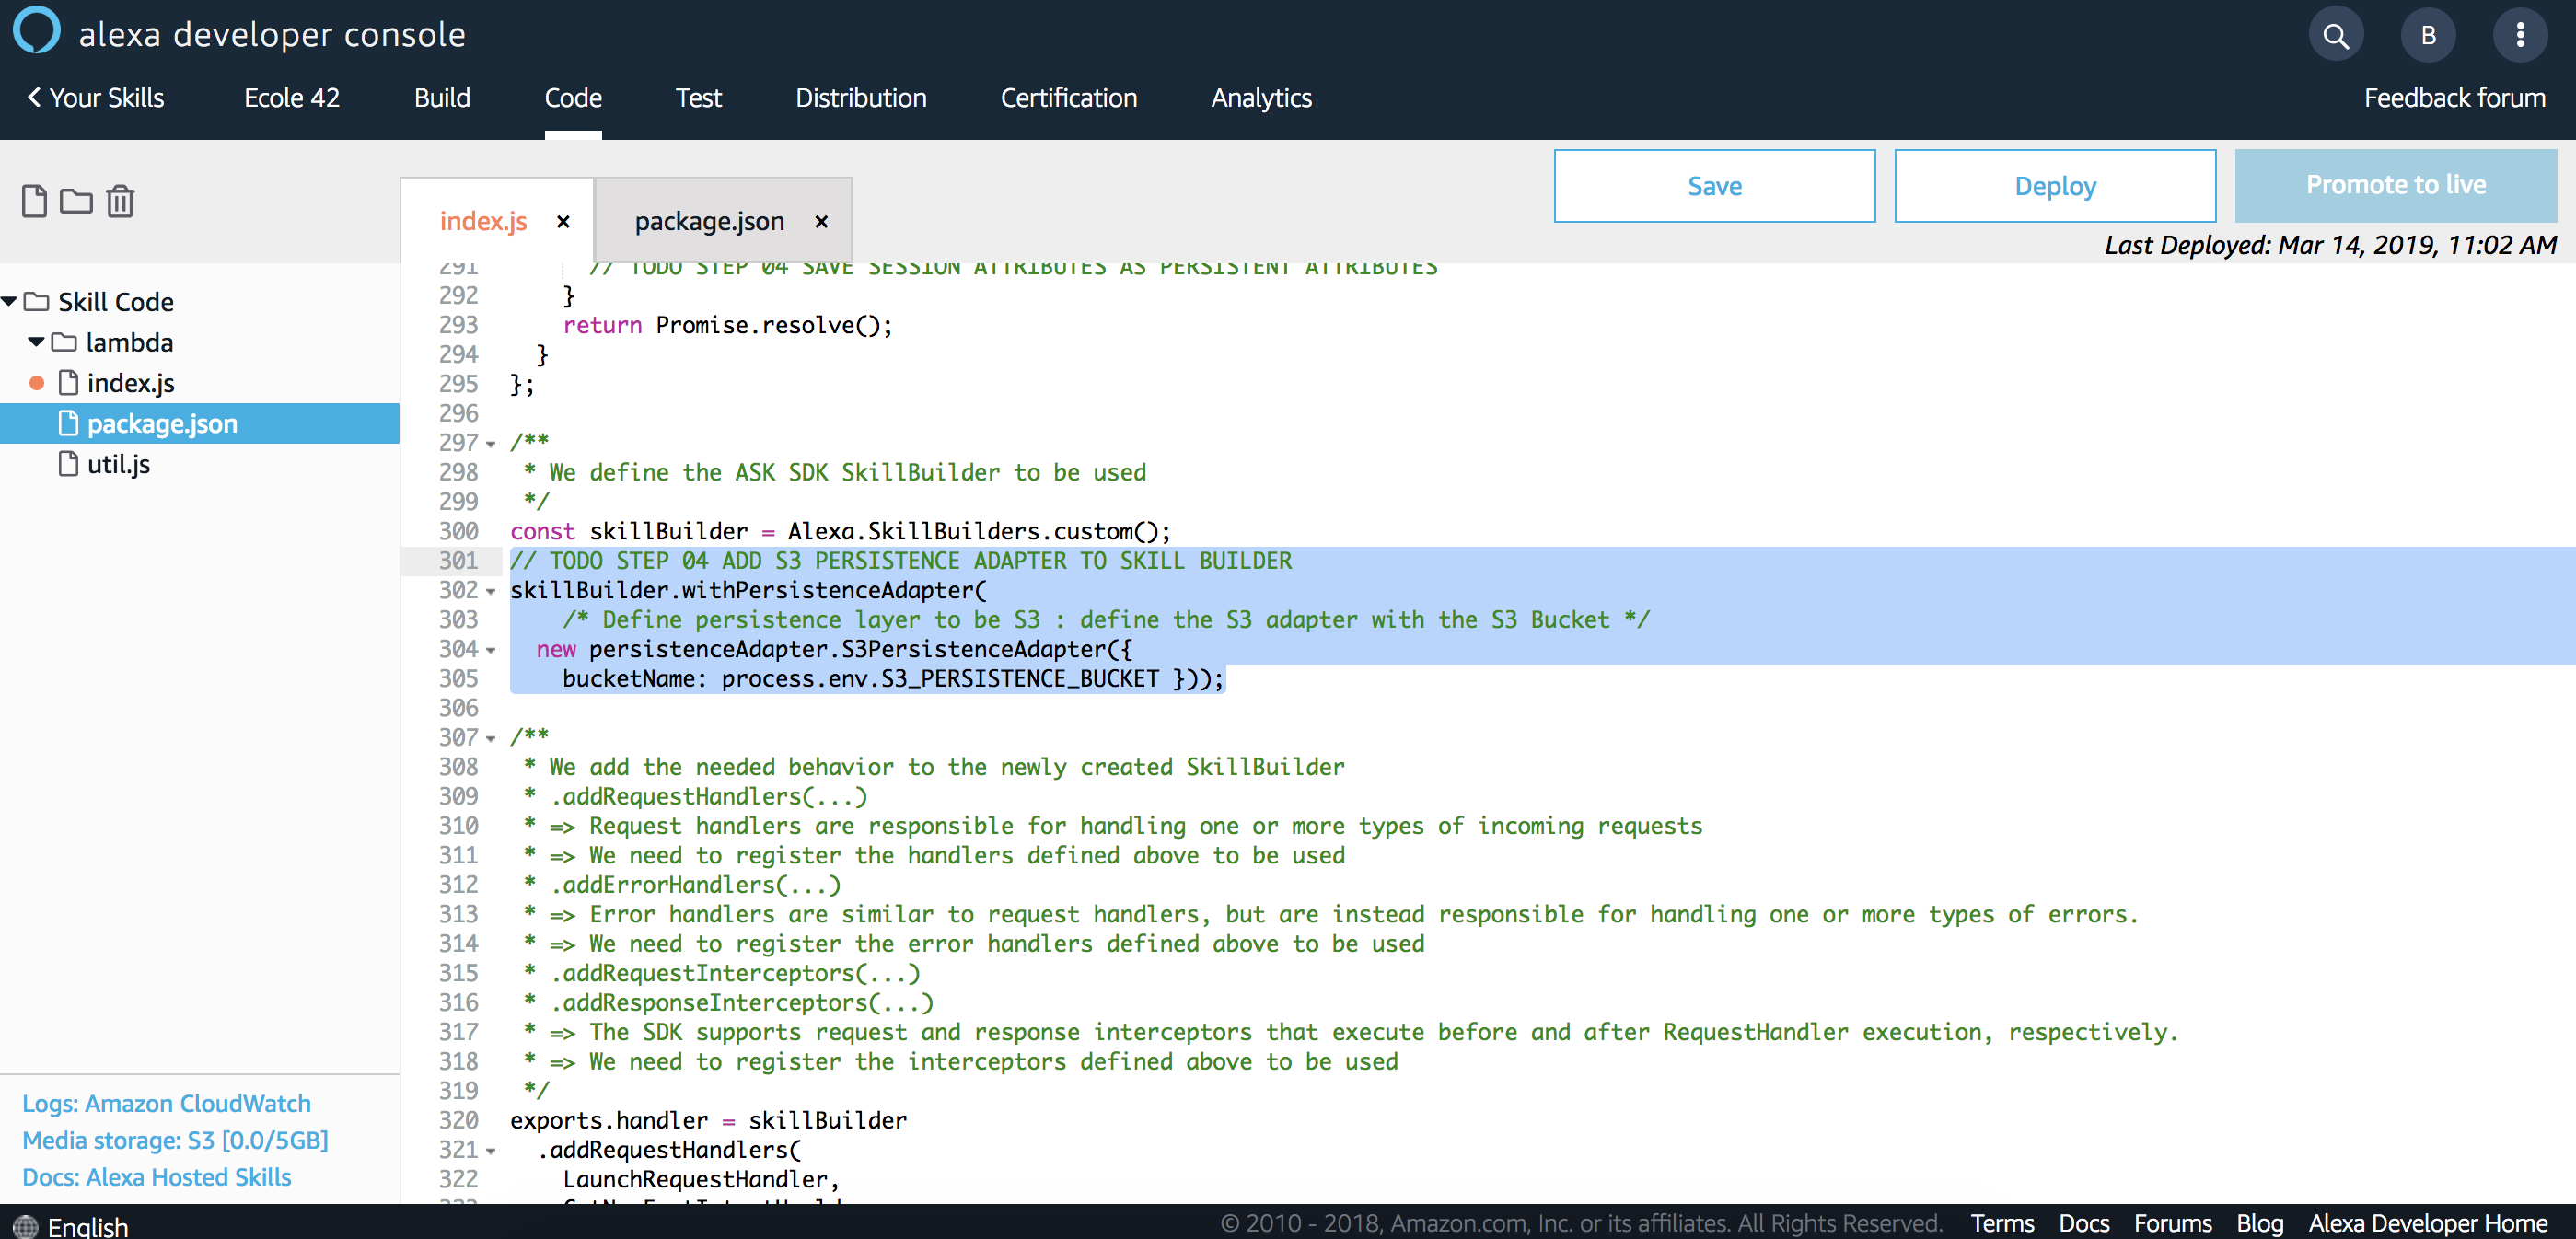 alexa developer console
B
Your Skills Ecole 42 Build Code Test Distribution Certification Analytics Feedback forum
Save Deploy Promote to live
index.js × package.json ×
Last Deployed: Mar 14, 2019, 11:02 AM
Skill Code
lambda
index.js
package.json
util.js
Logs: Amazon CloudWatch
Media storage: S3 [0.0/5GB]
Docs: Alexa Hosted Skills
291 // TODO STEP 04 SAVE SESSION ATTRIBUTES AS PERSISTENT ATTRIBUTES
292 }
293 return Promise.resolve();
294 }
295 };
296
297 /**
298 * We define the ASK SDK SkillBuilder to be used
299 */
300 const skillBuilder = Alexa.SkillBuilders.custom();
301 // TODO STEP 04 ADD S3 PERSISTENCE ADAPTER TO SKILL BUILDER
302 skillBuilder.withPersistenceAdapter(
303 /* Define persistence layer to be S3 : define the S3 adapter with the S3 Bucket */
304 new persistenceAdapter.S3PersistenceAdapter({
305 bucketName: process.env.S3_PERSISTENCE_BUCKET }));
306
307 /**
308 * We add the needed behavior to the newly created SkillBuilder
309 * .addRequestHandlers(...)
310 * => Request handlers are responsible for handling one or more types of incoming requests
311 * => We need to register the handlers defined above to be used
312 * .addErrorHandlers(...)
313 * => Error handlers are similar to request handlers, but are instead responsible for handling one or more types of errors.
314 * => We need to register the error handlers defined above to be used
315 * .addRequestInterceptors(...)
316 * .addResponseInterceptors(...)
317 * => The SDK supports request and response interceptors that execute before and after RequestHandler execution, respectively.
318 * => We need to register the interceptors defined above to be used
319 */
320 exports.handler = skillBuilder
321 .addRequestHandlers(
322 LaunchRequestHandler,
English
© 2010 - 2018, Amazon.com, Inc. or its affiliates. All Rights Reserved. Terms Docs Forums Blog Alexa Developer Home